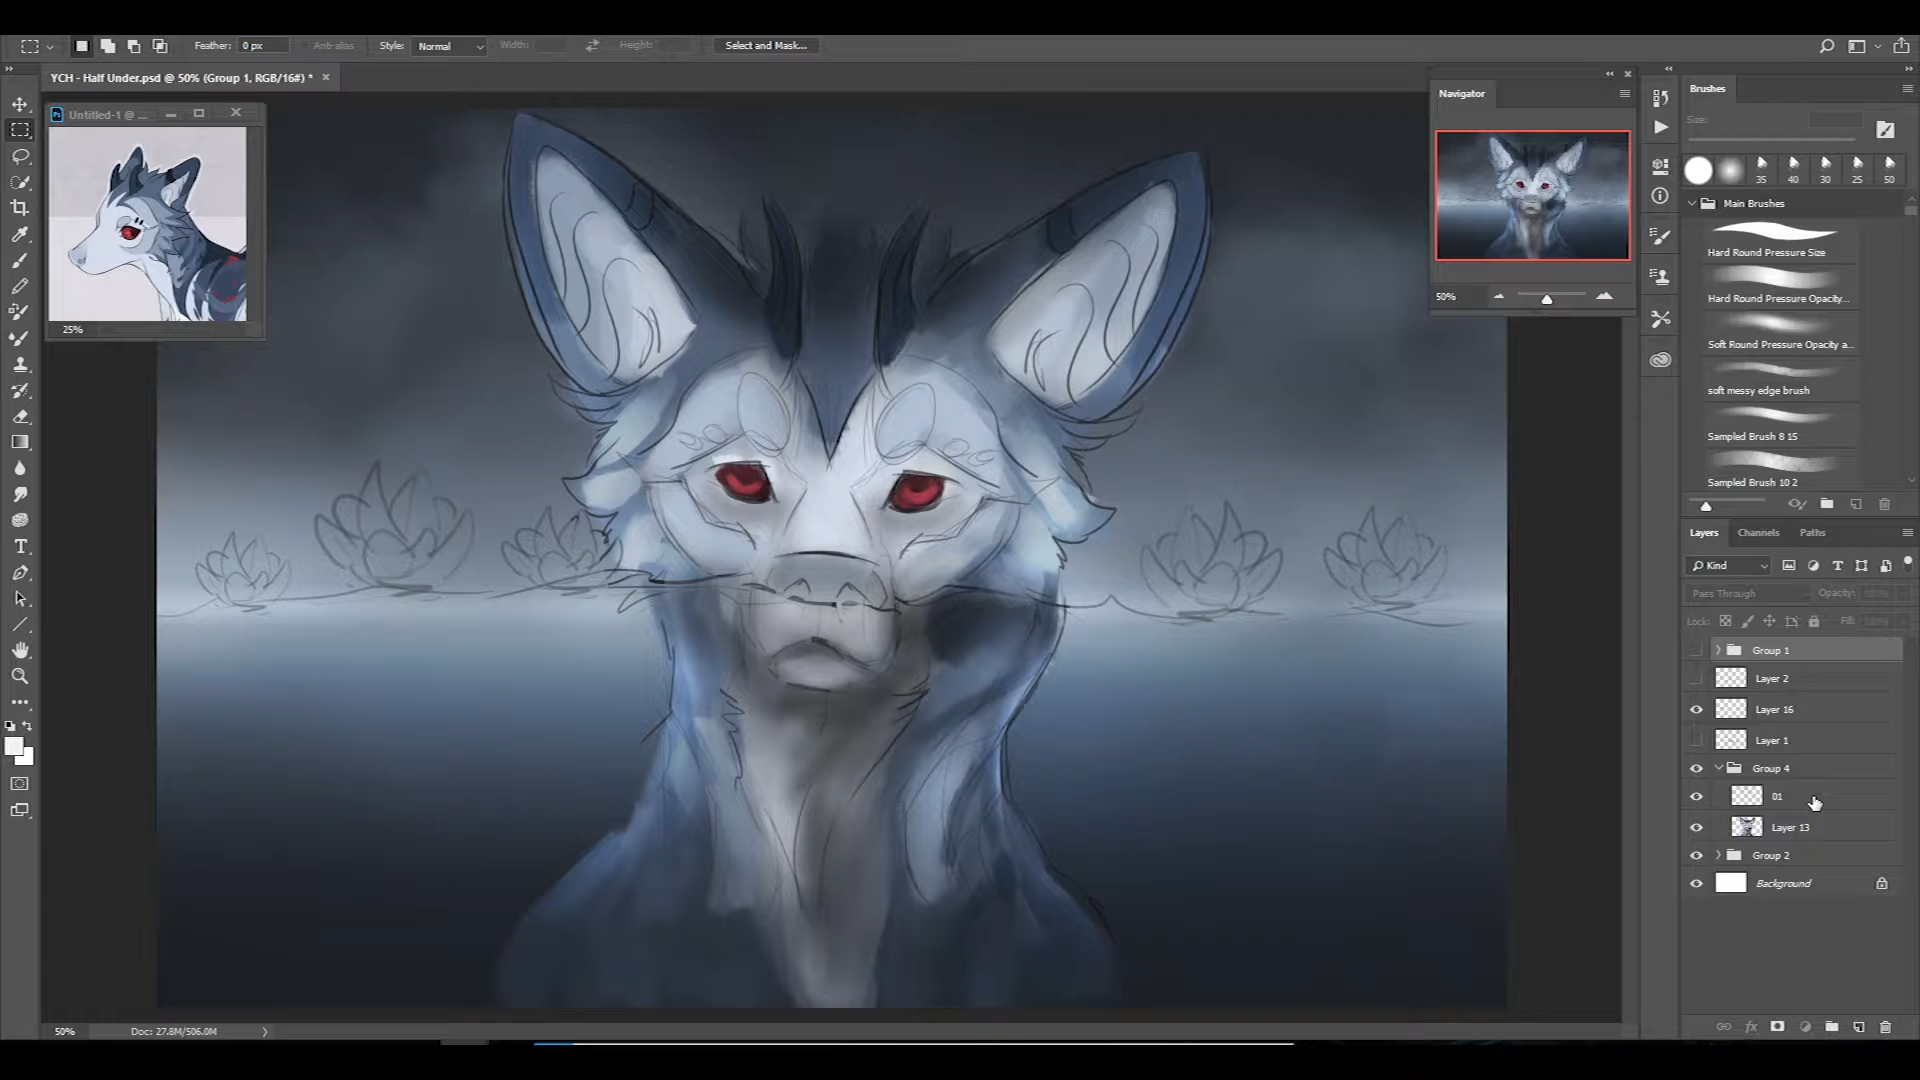 Feather: 0 px Anti-alias Style: Normal Width: Height: Select and Mask...
YCH - Half Under.psd @ 50% (Group 1, RGB/16#) *
Untitled-1 @ ...
25%
Navigator
50%
Brushes
Size:
35 40 30 25 50
Main Brushes
Hard Round Pressure Size
Hard Round Pressure Opacity...
Soft Round Pressure Opacity a...
soft messy edge brush
Sampled Brush 8 15
Sampled Brush 10 2
Layers Channels Paths
Kind
Pass Through Opacity:
Lock: Fill:
Group 1
Layer 2
Layer 16
Layer 1
Group 4
01
Layer 13
Group 2
Background
50% Doc: 27.8M/506.0M